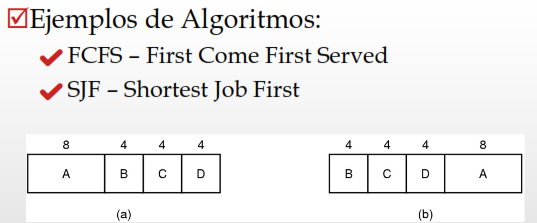 Ejemplos de Algoritmos:
FCFS – First Come First Served
SJF – Shortest Job First
8 4 4 4
A B C D
(a)
4 4 4 8
B C D A
(b)